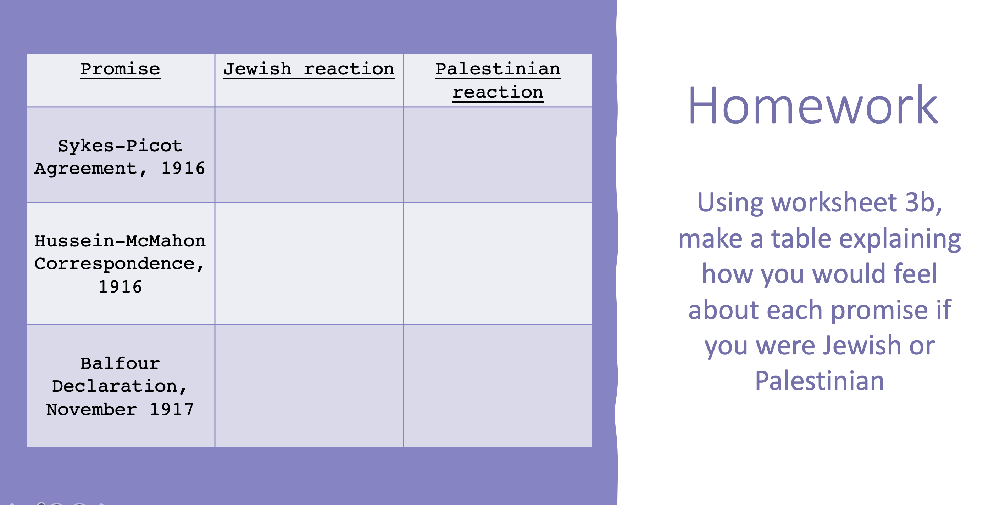 Promise
Jewish reaction
Palestinian
reaction
Sykes-Picot
Agreement, 1916
Hussein-McMahon
Correspondence,
1916
Balfour
Declaration,
November 1917
Homework
Using worksheet 3b,
make a table explaining
how you would feel
about each promise if
you were Jewish or
Palestinian